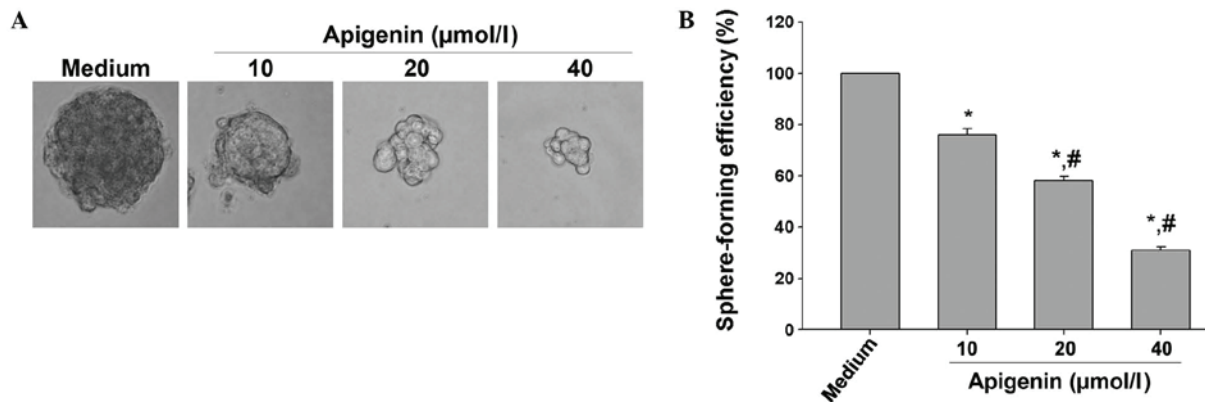 A
Apigenin (µmol/l)
Medium 10 20 40
B
Sphere-forning efficiency (%)
120
100
80
60
40
20
0
*
*,#
*,#
Medium 10 20 40
Apigenin (µmol/l)